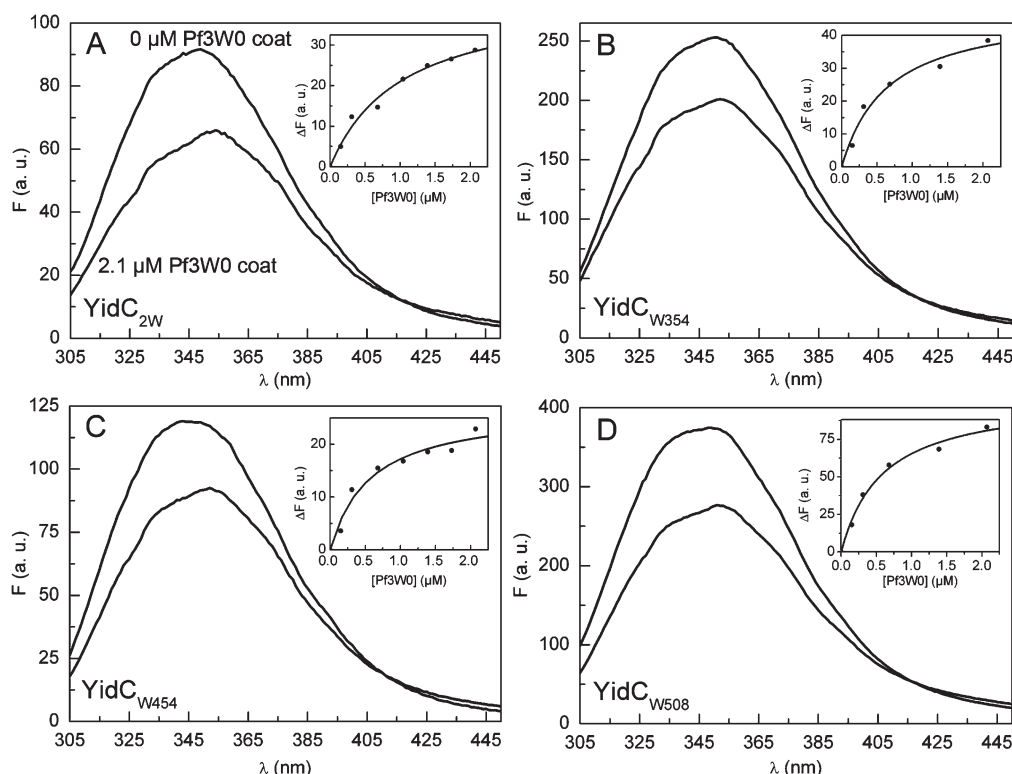 A
0 µM Pf3W0 coat
2.1 µM Pf3W0 coat
YidC2W
F (a. u.)
100
80
60
40
20
0
305 325 345 365 385 405 425 445
λ (nm)
ΔF (a. u.)
30
20
10
0
0.0 0.5 1.0 1.5 2.0
[Pf3W0] (µM)
B
YidCW354
F (a. u.)
250
200
150
100
50
0
305 325 345 365 385 405 425 445
λ (nm)
ΔF (a. u.)
40
30
20
10
0
0.0 0.5 1.0 1.5 2.0
[Pf3W0] (µM)
C
YidCW454
F (a. u.)
125
100
75
50
25
0
305 325 345 365 385 405 425 445
λ (nm)
ΔF (a. u.)
20
10
0
0.0 0.5 1.0 1.5 2.0
[Pf3W0] (µM)
D
YidCW508
F (a. u.)
400
300
200
100
0
305 325 345 365 385 405 425 445
λ (nm)
ΔF (a. u.)
75
50
25
0
0.0 0.5 1.0 1.5 2.0
[Pf3W0] (µM)